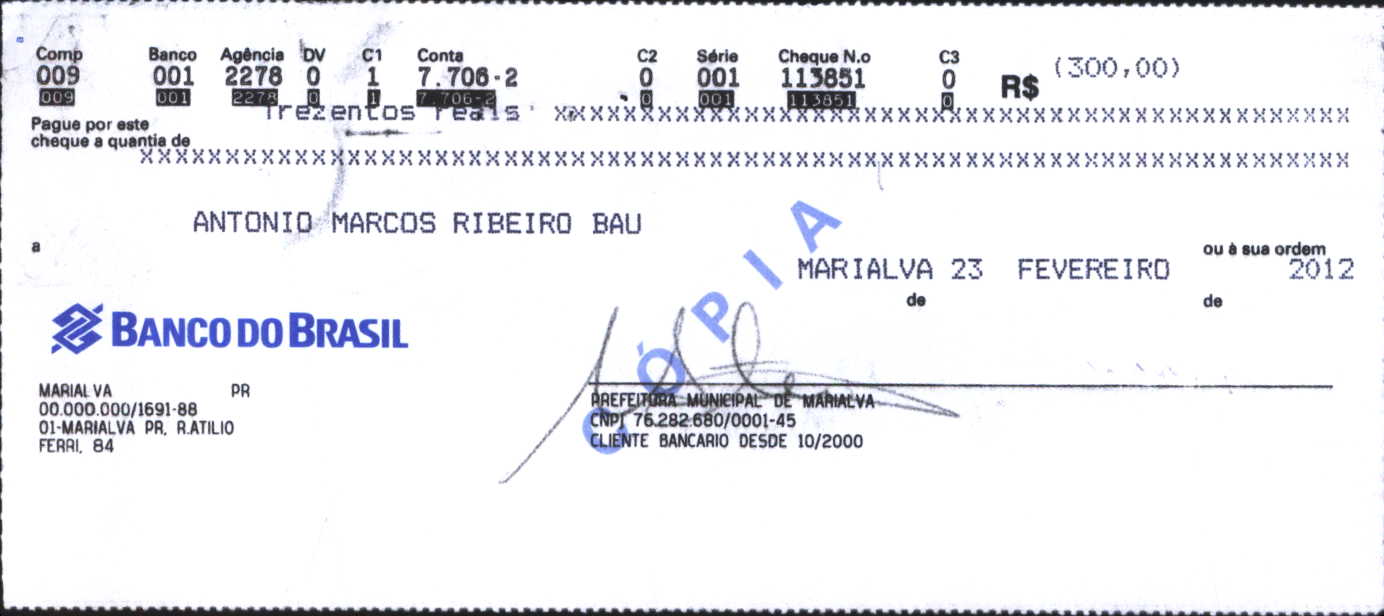 Comp Banco Agência DV C1 Conta C2 Série Cheque N.o C3
009 001 2278 0 1 7.706-2 0 001 113851 0 R$ (300,00)
009 001 2278 0 1 7.706-2 0 001 113851 0
Trezentos reais xxxxxxxxxxxxxxxxxxxxxxxxxxxxxxxxxxxxxxxxxxxxxxx
Pague por este
cheque a quantia de
xxxxxxxxxxxxxxxxxxxxxxxxxxxxxxxxxxxxxxxxxxxxxxxxxxxxxxxxxxxxxxxxxxxxxx
ANTONIO MARCOS RIBEIRO BAU
a ou à sua ordem
MARIALVA 23 FEVEREIRO 2012
de de
CÓPIA
BANCO DO BRASIL
MARIALVA PR
00.000.000/1691-88
01-MARIALVA PR, R.ATILIO
FERRI, 84
PREFEITURA MUNICIPAL DE MARIALVA
CNPJ 76.282.680/0001-45
CLIENTE BANCARIO DESDE 10/2000